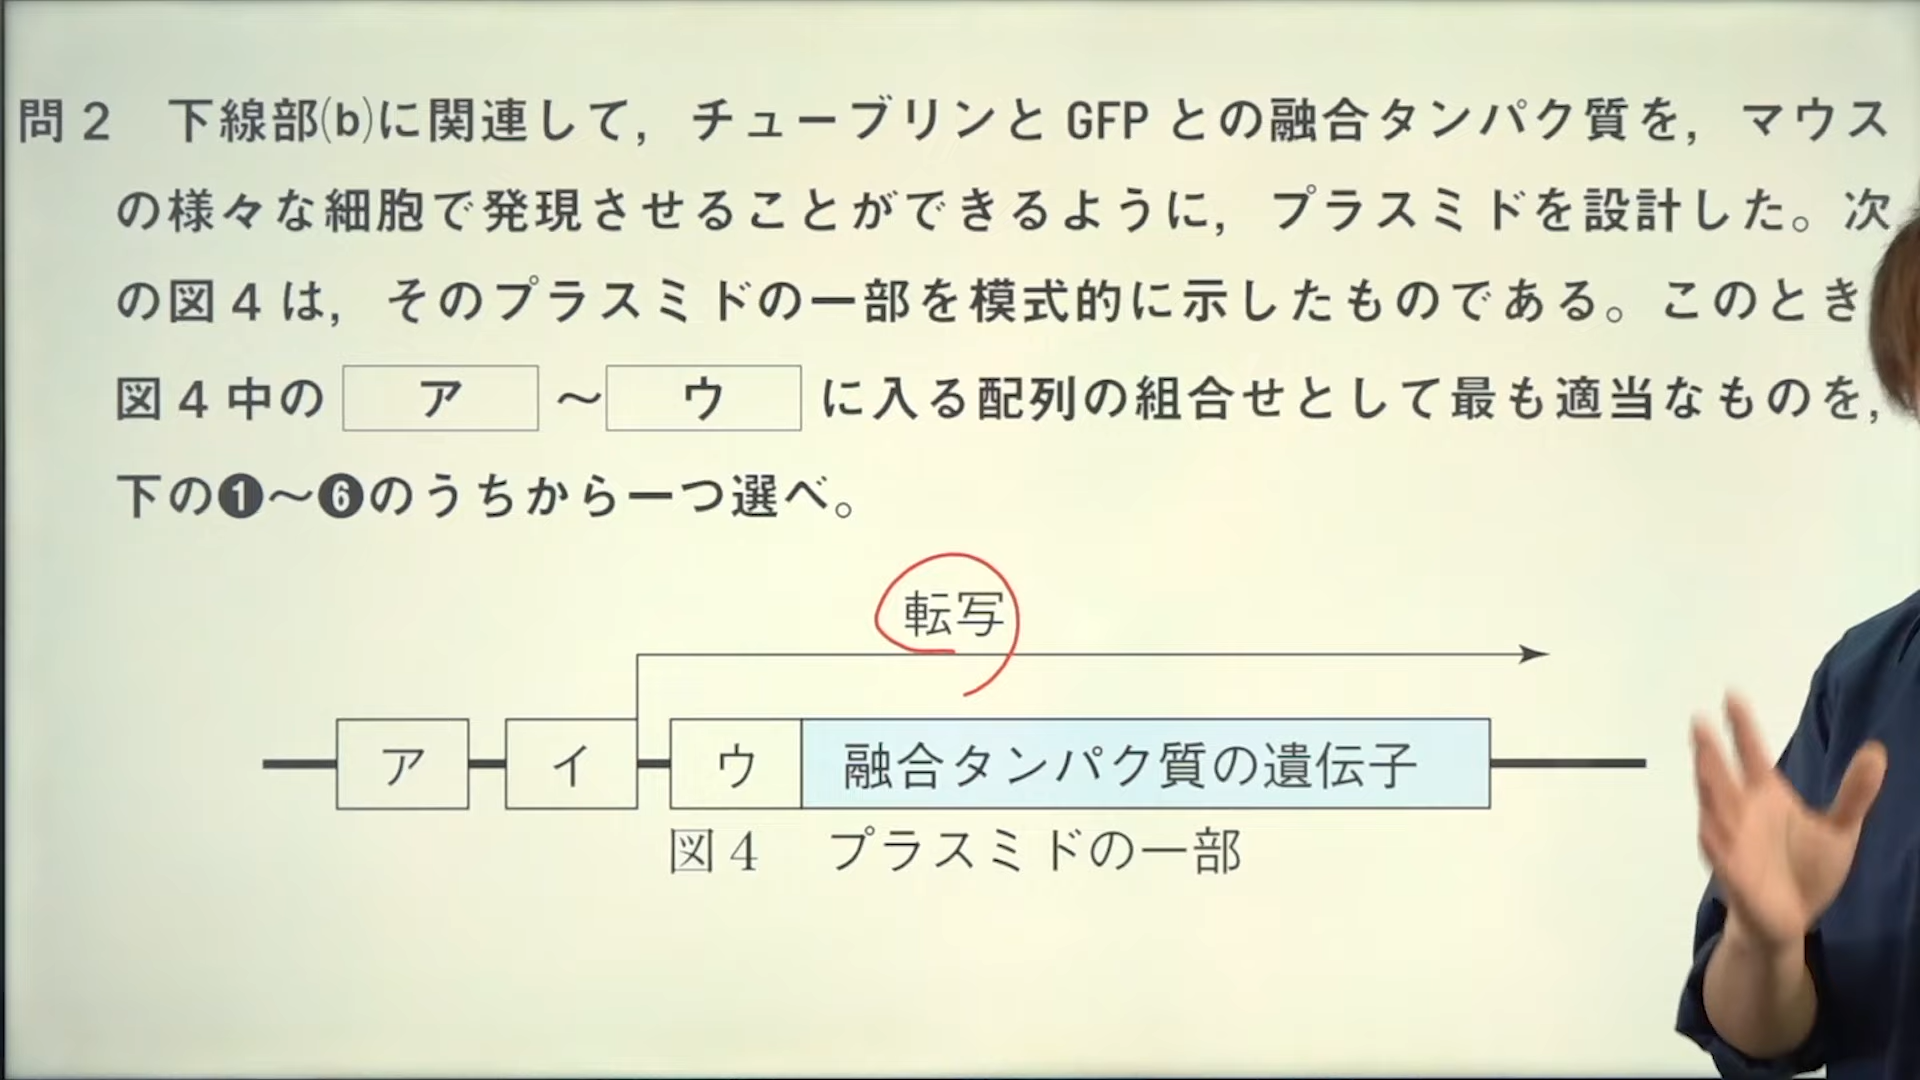 問2 下線部(b)に関連して，チューブリンとGFPとの融合タンパク質を，マウス
の様々な細胞で発現させることができるように，プラスミドを設計した。次
の図4は，そのプラスミドの一部を模式的に示したものである。このとき
図4中の ア ～ ウ に入る配列の組合せとして最も適当なものを，
下の❶～❻のうちから一つ選べ。
転写
ア イ ウ 融合タンパク質の遺伝子
図4 プラスミドの一部